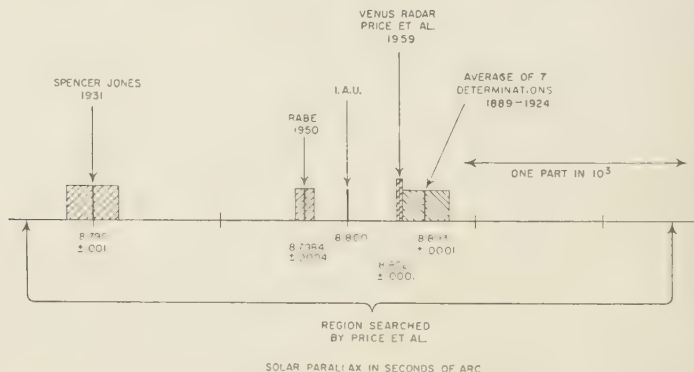 VENUS RADAR
PRICE ET AL.
1959
SPENCER JONES
1931
RABE
1950
I.A.U.
AVERAGE OF 7
DETERMINATIONS
1889-1924
ONE PART IN 10³
± .001
8.7984
± .0004
8.800
± .0001
± .000
REGION SEARCHED
BY PRICE ET AL.
SOLAR PARALLAX IN SECONDS OF ARC